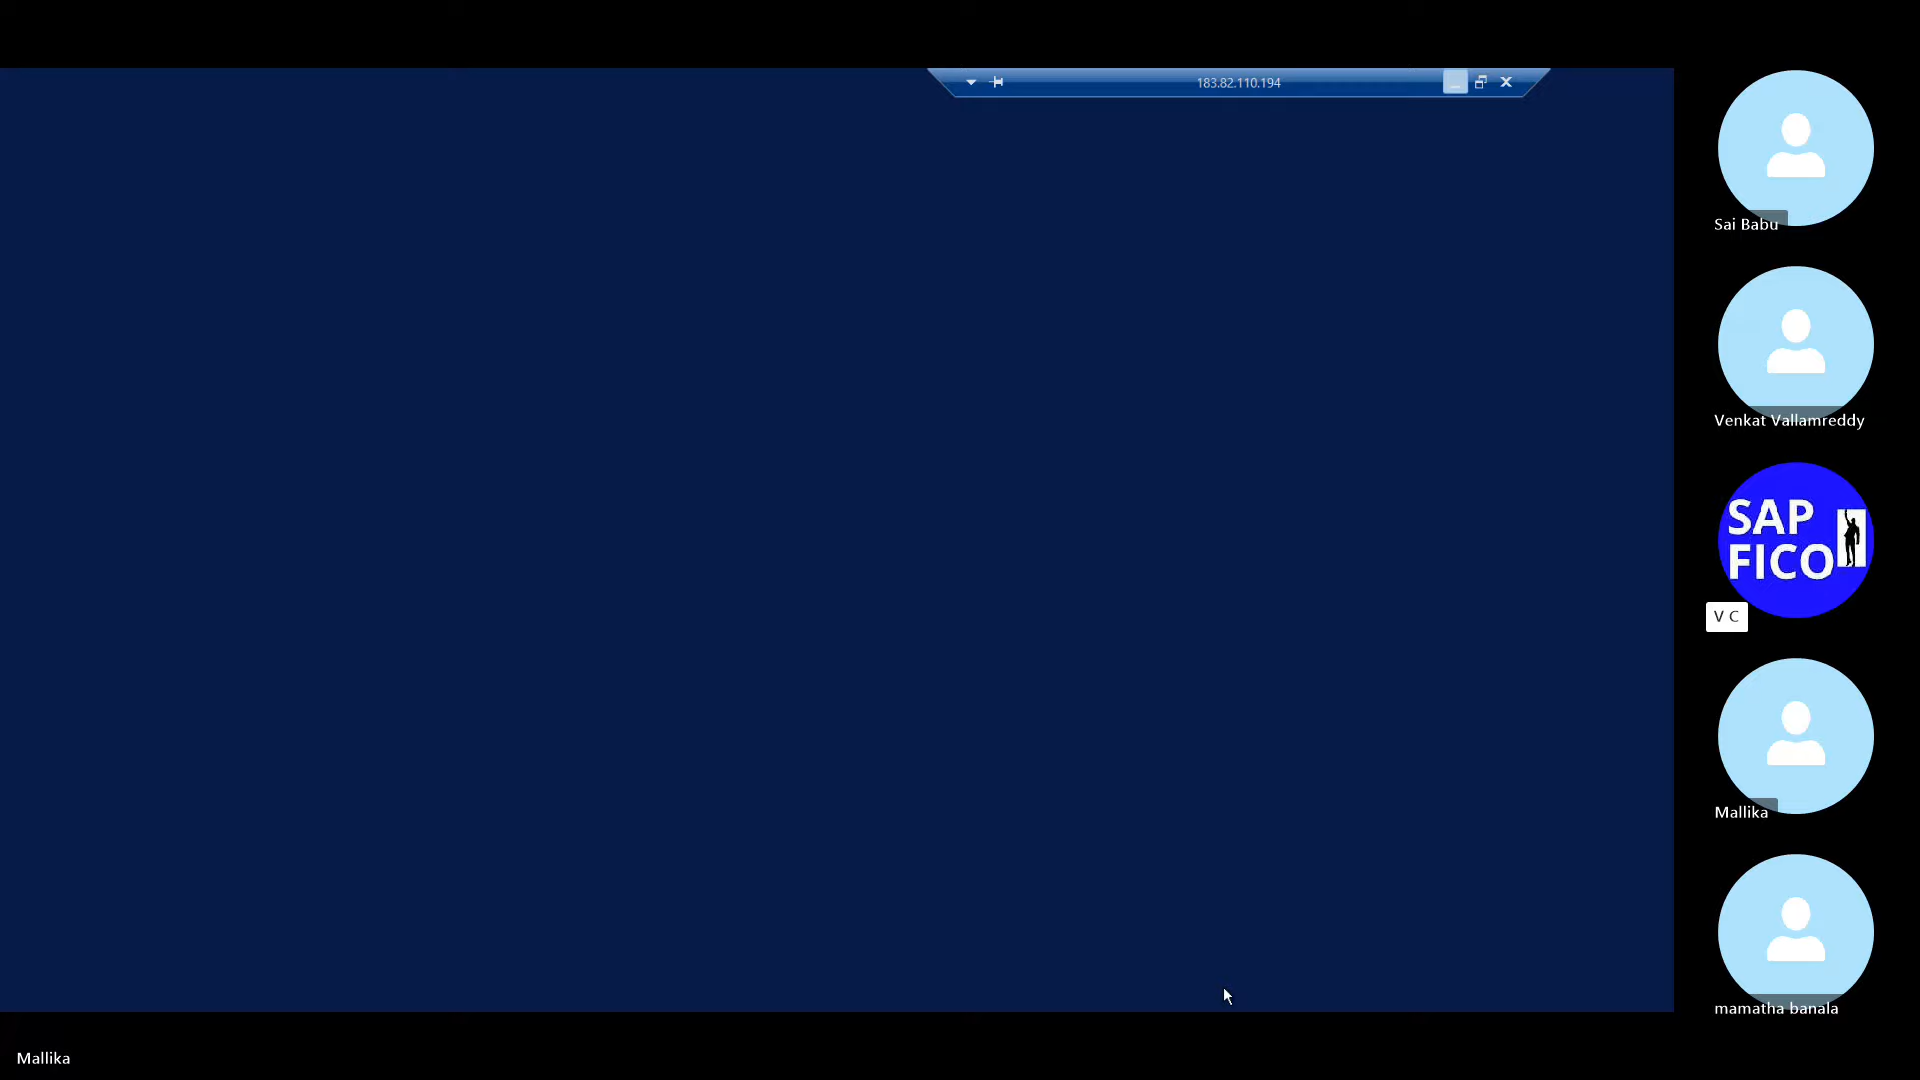 183.82.110.194
Sai Babu
Venkat Vallamreddy
SAP
FICO
V C
Mallika
mamatha banala
Mallika